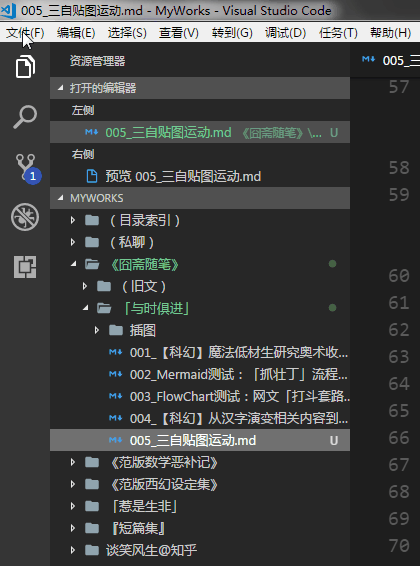 005_三自贴图运动.md - MyWorks - Visual Studio Code
文件(F) 编辑(E) 选择(S) 查看(V) 转到(G) 调试(D) 任务(T) 帮助(H)
资源管理器
005_三
打开的编辑器
57
左侧
005_三自贴图运动.md 《囧斋随笔》\... U
右侧
58
预览 005_三自贴图运动.md
1
MYWORKS
59
（目录索引）
（私聊）
《囧斋随笔》
60
（旧文）
61
「与时俱进」
62
插图
001_【科幻】魔法低材生研究奥术收...
63
002_Mermaid测试：「抓壮丁」流程...
64
003_FlowChart测试：网文「打斗套路...
65
004_【科幻】从汉字演变相关内容到...
005_三自贴图运动.md U
66
《范版数学恶补记》
67
《范版西幻设定集》
68
「惹是生非」
69
『短篇集』
谈笑风生@知乎
70